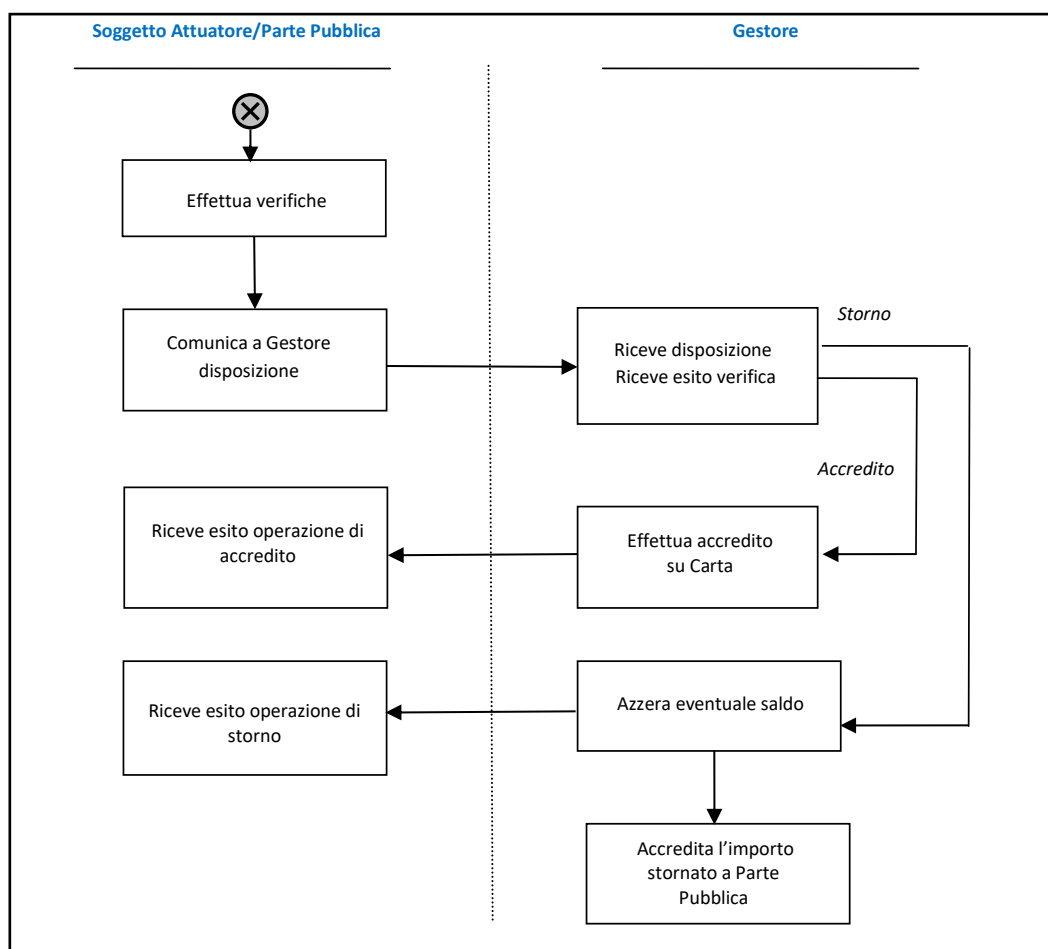 Soggetto Attuatore/Parte Pubblica
Gestore
Effettua verifiche
Comunica a Gestore
disposizione
Riceve disposizione
Riceve esito verifica
Storno
Accredito
Riceve esito operazione di
accredito
Effettua accredito
su Carta
Riceve esito operazione di
storno
Azzera eventuale saldo
Accredita l’importo
stornato a Parte
Pubblica